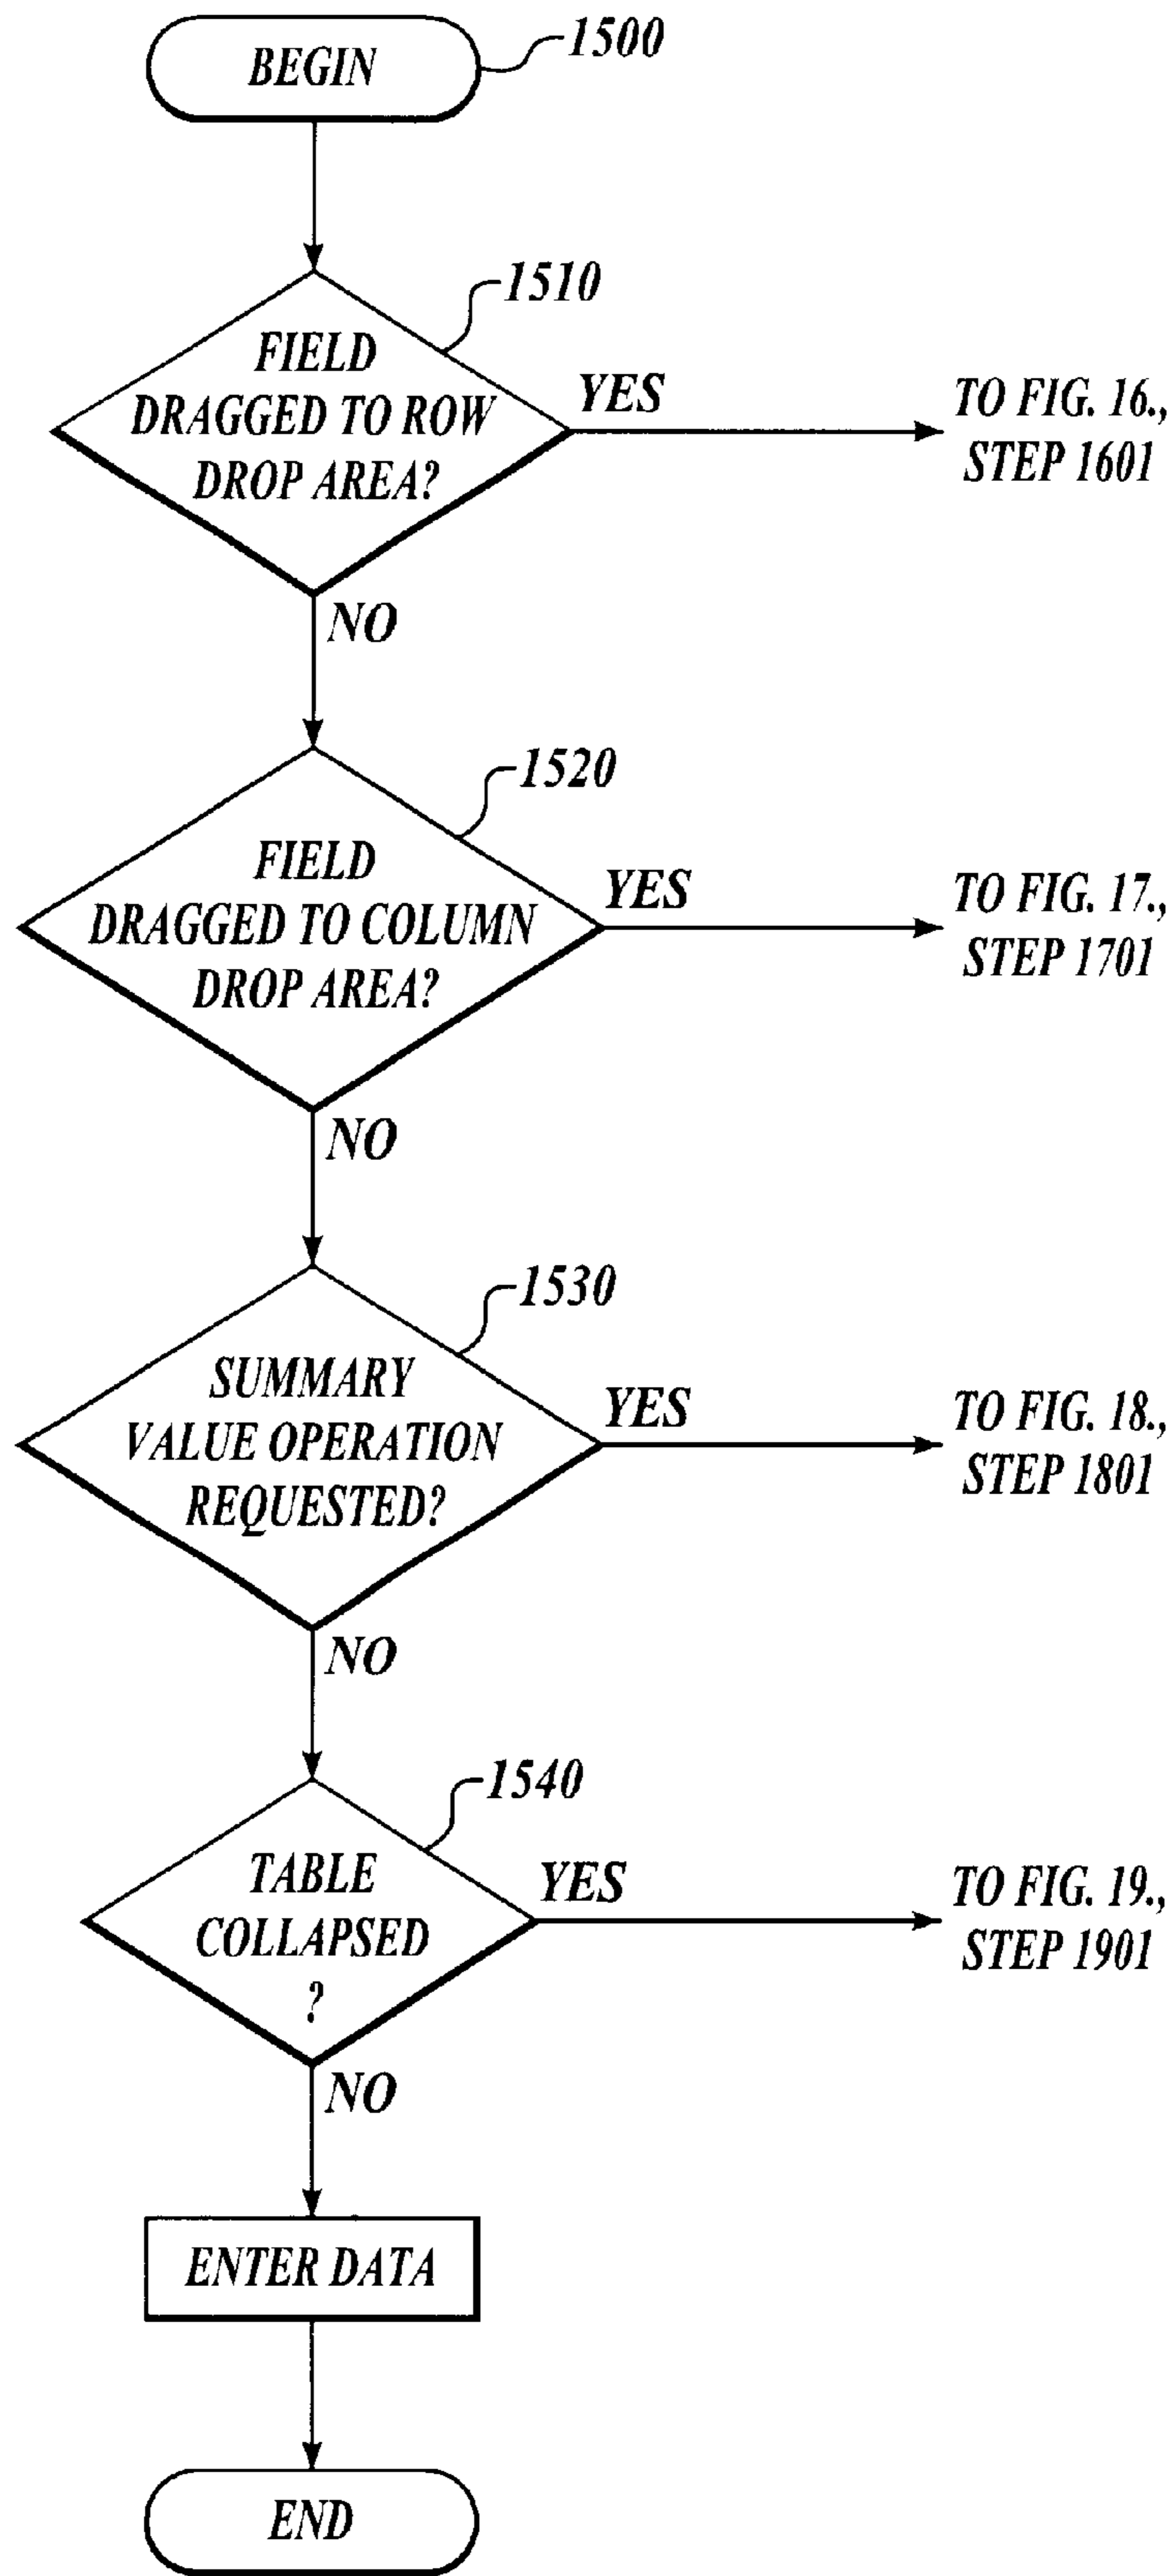 BEGIN
1500
1510
FIELD
DRAGGED TO ROW
DROP AREA?
YES
TO FIG. 16.,
STEP 1601
NO
1520
FIELD
DRAGGED TO COLUMN
DROP AREA?
YES
TO FIG. 17.,
STEP 1701
NO
1530
SUMMARY
VALUE OPERATION
REQUESTED?
YES
TO FIG. 18.,
STEP 1801
NO
1540
TABLE
COLLAPSED
?
YES
TO FIG. 19.,
STEP 1901
NO
ENTER DATA
END